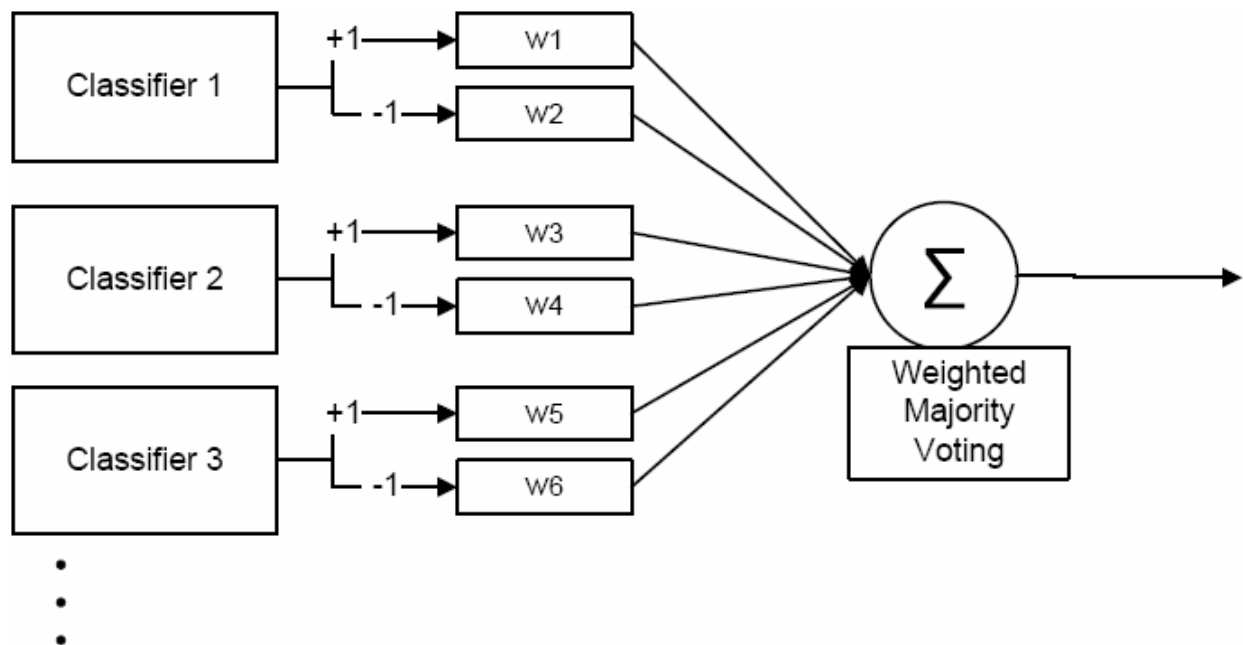 Classifier 1
+1
w1
-1
w2
Classifier 2
+1
w3
-1
w4
Classifier 3
+1
w5
-1
w6
Σ
Weighted
Majority
Voting